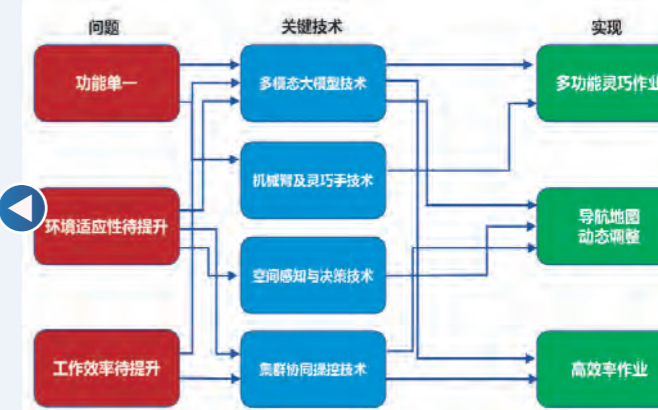 问题
关键技术
实现
功能单一
多模态大模型技术
多功能灵巧作业
机械臂及灵巧手技术
环境适应性待提升
导航地图
动态调整
空间感知与决策技术
工作效率待提升
集群协同操控技术
高效率作业